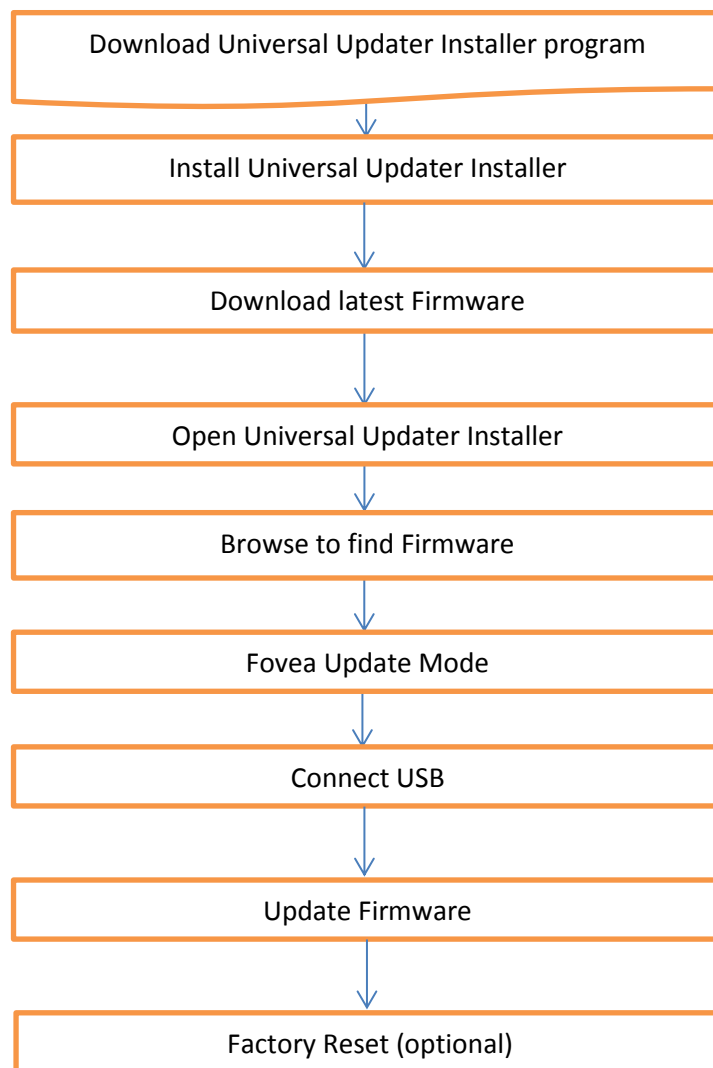 Download Universal Updater Installer program
Install Universal Updater Installer
Download latest Firmware
Open Universal Updater Installer
Browse to find Firmware
Fovea Update Mode
Connect USB
Update Firmware
Factory Reset (optional)